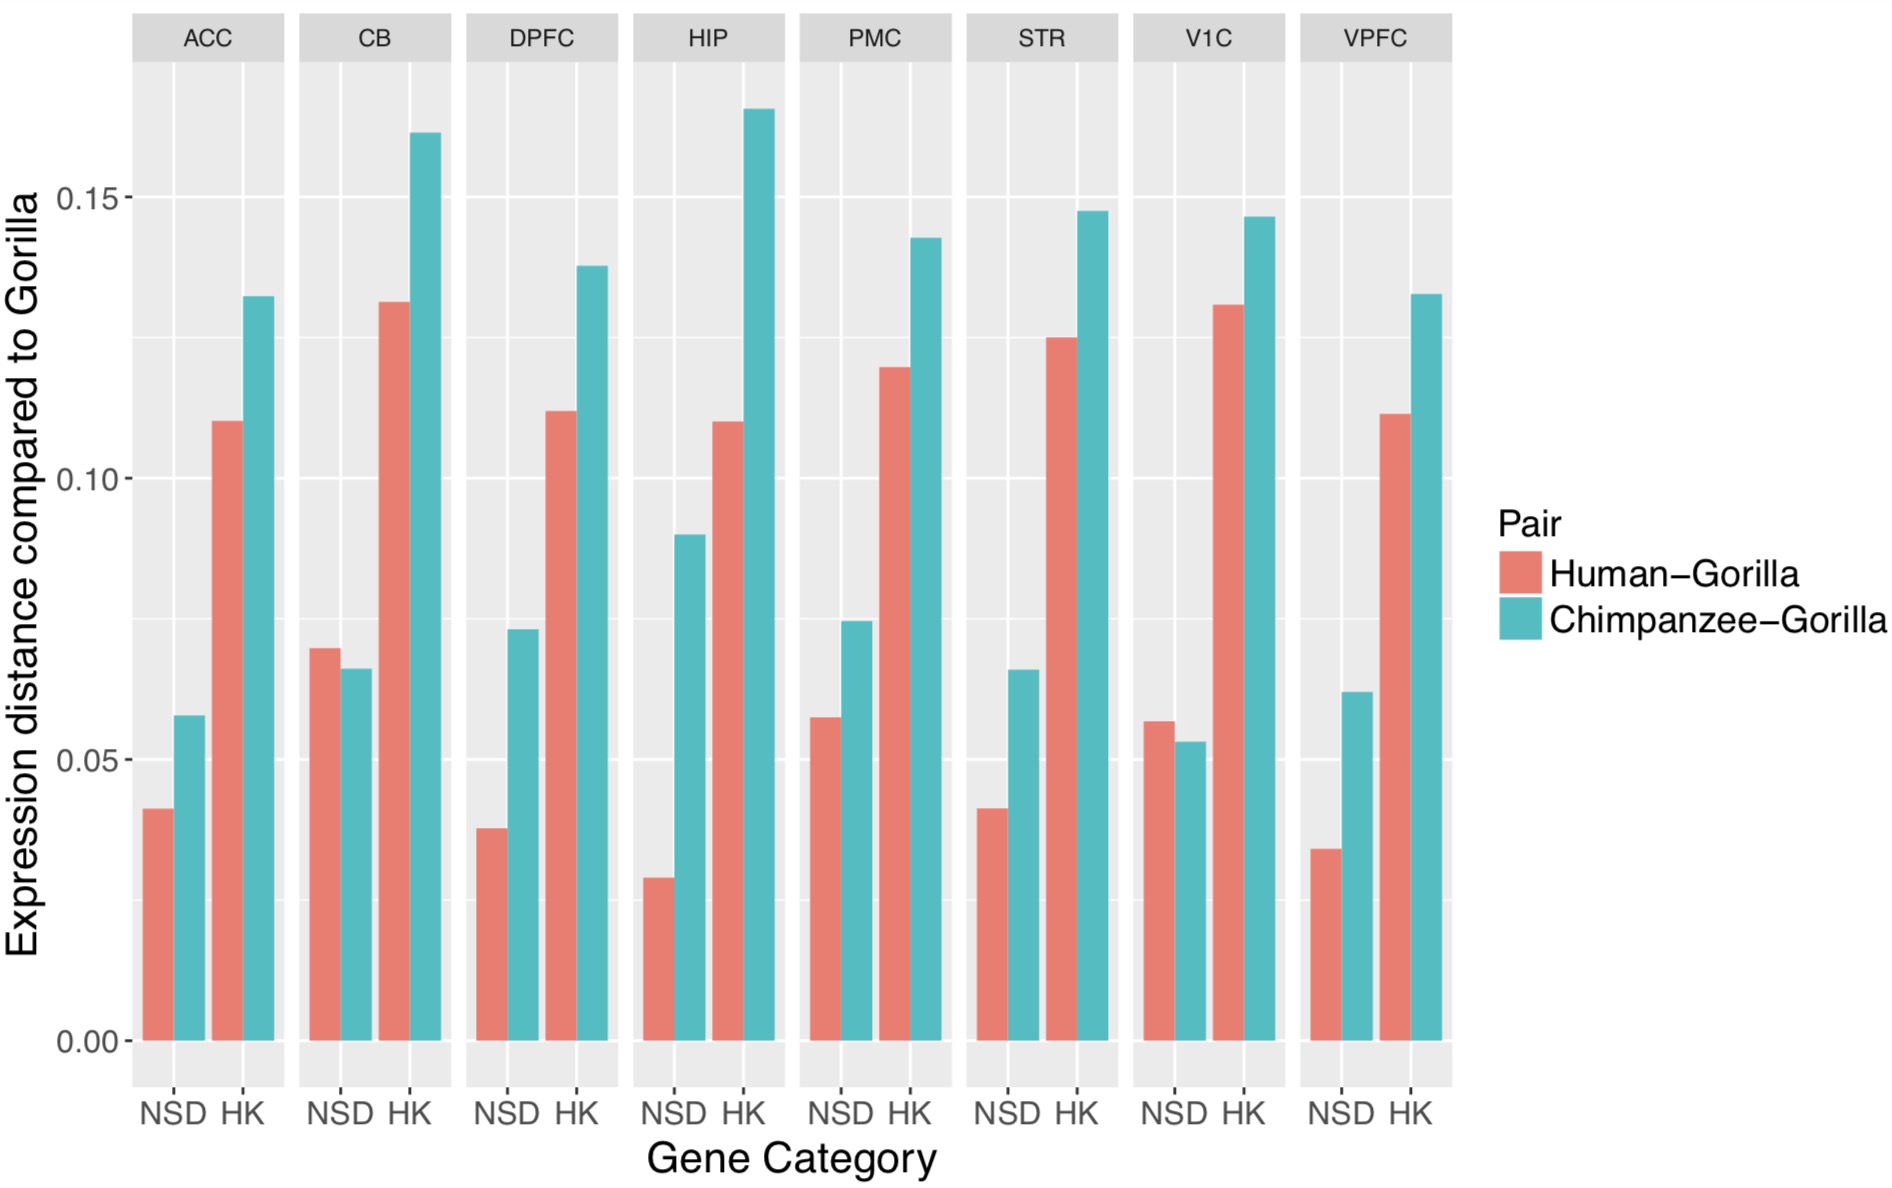 ACC CB DPFC HIP PMC STR V1C VPFC
Expression distance compared to Gorilla
0.15
0.10
0.05
0.00
Pair
Human−Gorilla
Chimpanzee−Gorilla
NSD HK NSD HK NSD HK NSD HK NSD HK NSD HK NSD HK NSD HK
Gene Category